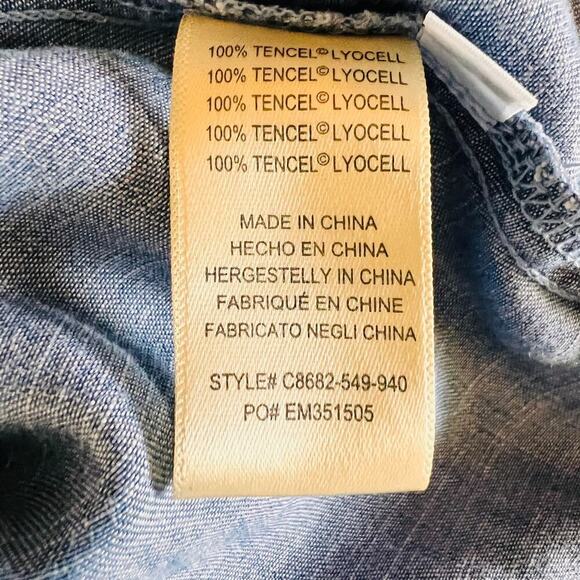 100% TENCEL© LYOCELL
100% TENCEL© LYOCELL
100% TENCEL© LYOCELL
100% TENCEL© LYOCELL
100% TENCEL© LYOCELL
MADE IN CHINA
HECHO EN CHINA
HERGESTELLY IN CHINA
FABRIQUÉ EN CHINE
FABRICATO NEGLI CHINA
STYLE# C8682-549-940
PO# EM351505